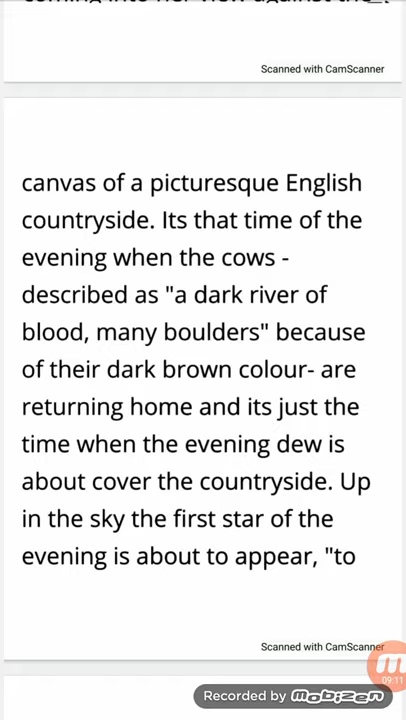 Scanned with CamScanner
canvas of a picturesque English
countryside. Its that time of the
evening when the cows -
described as "a dark river of
blood, many boulders" because
of their dark brown colour- are
returning home and its just the
time when the evening dew is
about cover the countryside. Up
in the sky the first star of the
evening is about to appear, "to
Scanned with CamScanner
09:11
Recorded by mobizen